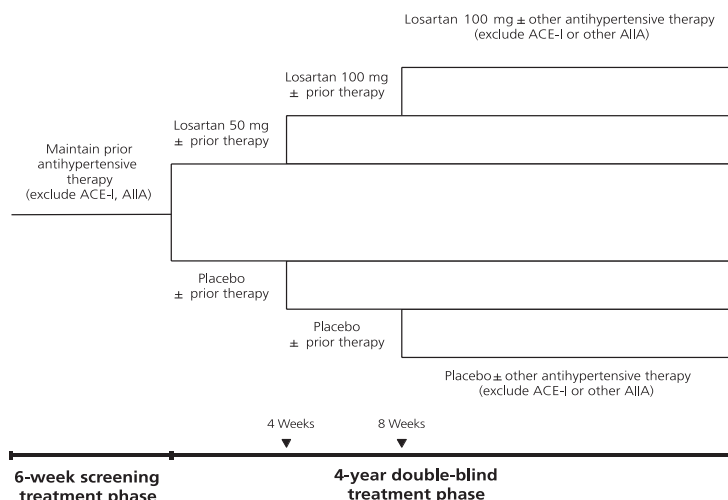 Losartan 100 mg ± other antihypertensive therapy
(exclude ACE-I or other AIIA)
Losartan 100 mg
± prior therapy
Losartan 50 mg
± prior therapy
Maintain prior
antihypertensive
therapy
(exclude ACE-I, AIIA)
Placebo
± prior therapy
Placebo
± prior therapy
Placebo ± other antihypertensive therapy
(exclude ACE-I or other AIIA)
4 Weeks
8 Weeks
6-week screening
treatment phase
4-year double-blind
treatment phase